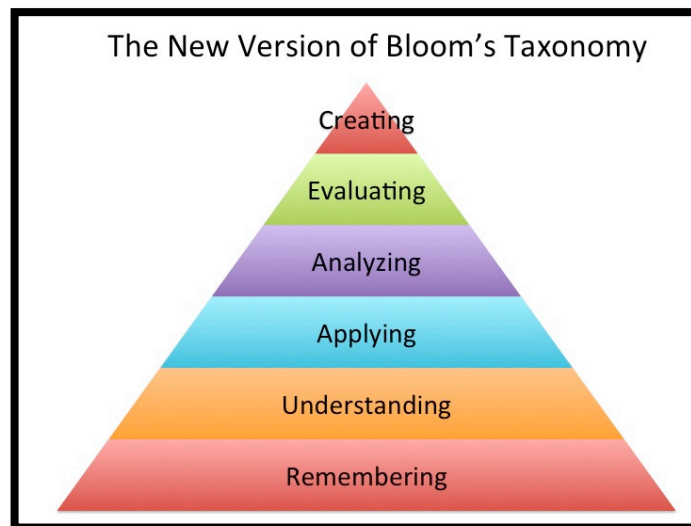 The New Version of Bloom's Taxonomy
Creating
Evaluating
Analyzing
Applying
Understanding
Remembering